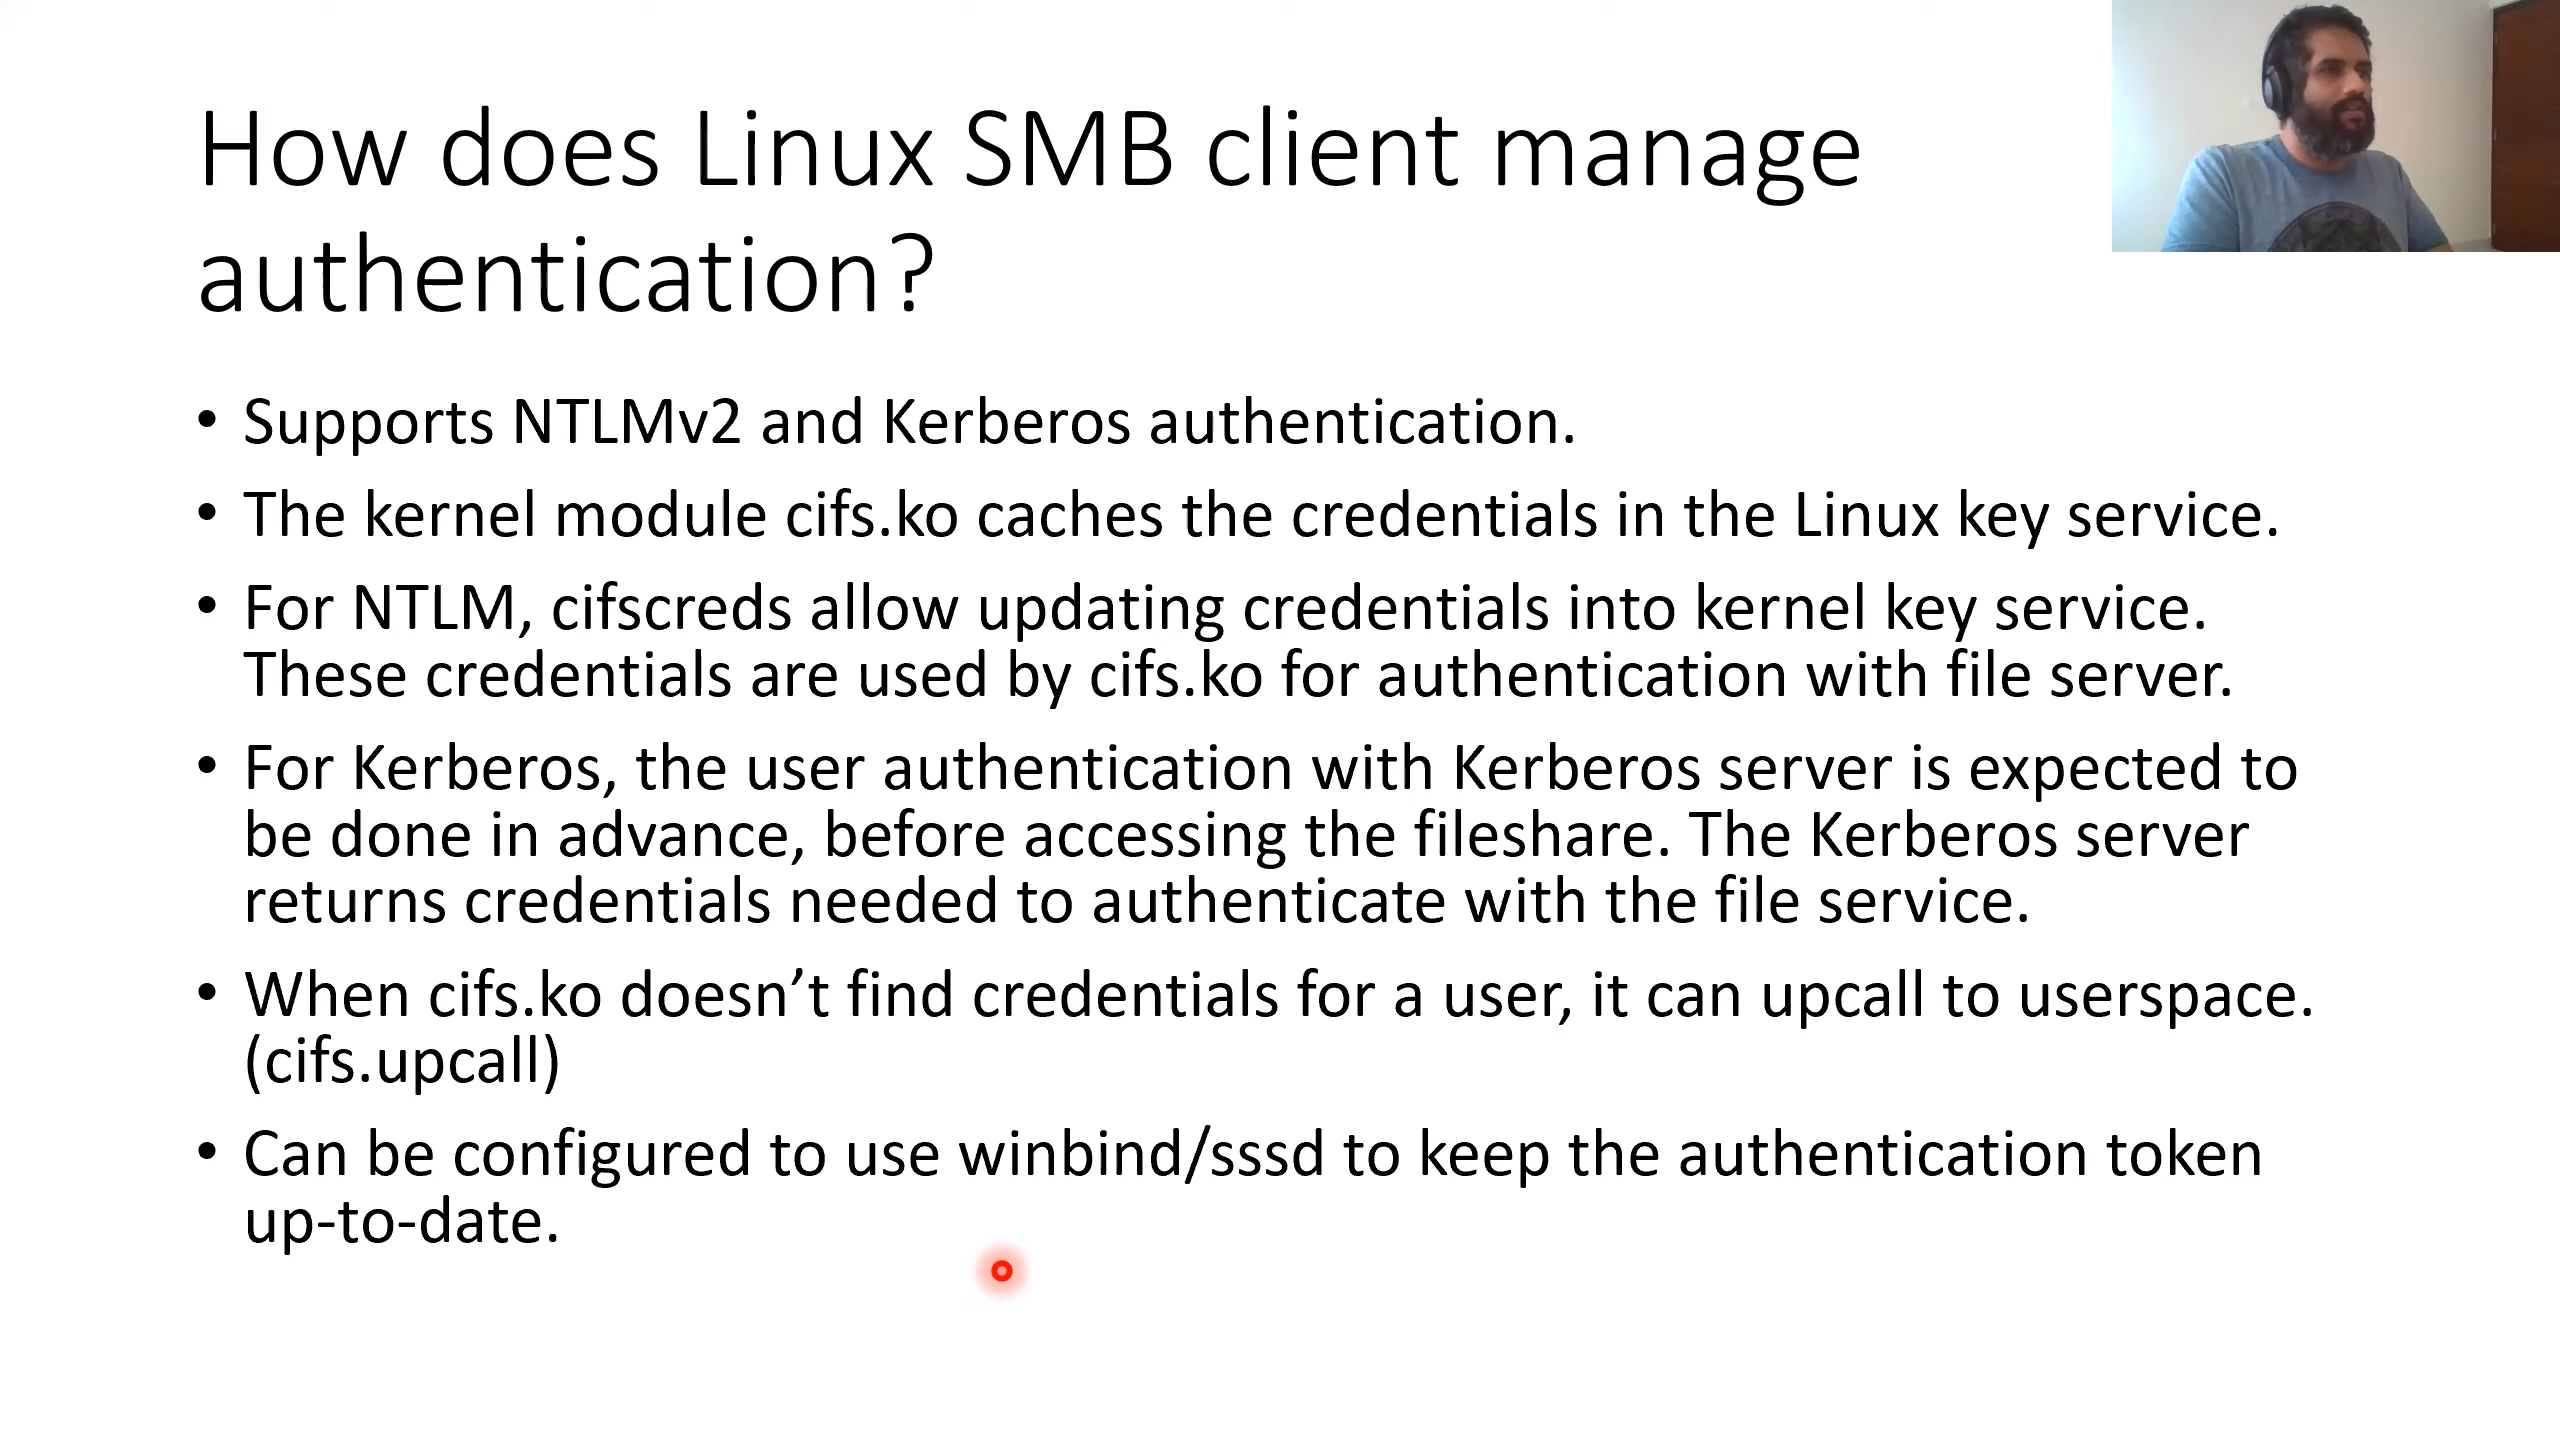 How does Linux SMB client manage
authentication?
• Supports NTLMv2 and Kerberos authentication.
• The kernel module cifs.ko caches the credentials in the Linux key service.
• For NTLM, cifscreds allow updating credentials into kernel key service.
These credentials are used by cifs.ko for authentication with file server.
• For Kerberos, the user authentication with Kerberos server is expected to
be done in advance, before accessing the fileshare. The Kerberos server
returns credentials needed to authenticate with the file service.
• When cifs.ko doesn’t find credentials for a user, it can upcall to userspace.
(cifs.upcall)
• Can be configured to use winbind/sssd to keep the authentication token
up-to-date.